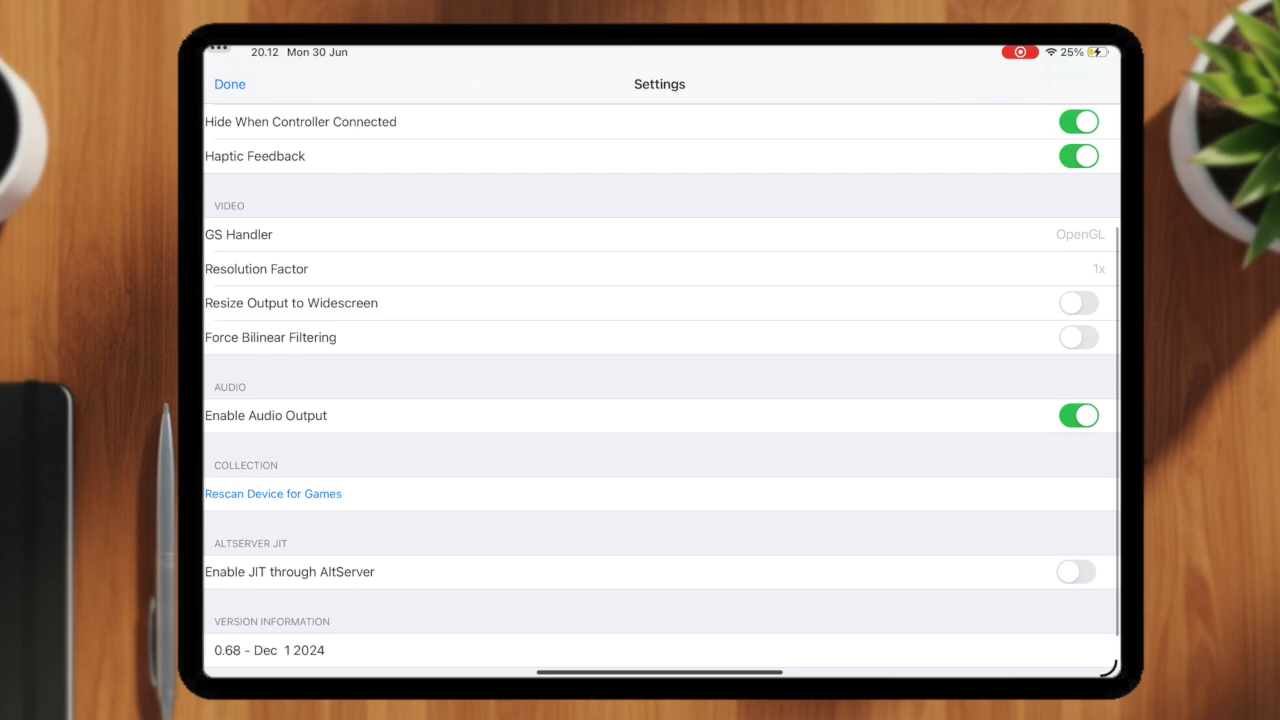 20.12 Mon 30 Jun
25%
Done
Settings
Hide When Controller Connected
Haptic Feedback
VIDEO
GS Handler
OpenGL
Resolution Factor
1x
Resize Output to Widescreen
Force Bilinear Filtering
AUDIO
Enable Audio Output
COLLECTION
Rescan Device for Games
ALTSERVER JIT
Enable JIT through AltServer
VERSION INFORMATION
0.68 - Dec 1 2024